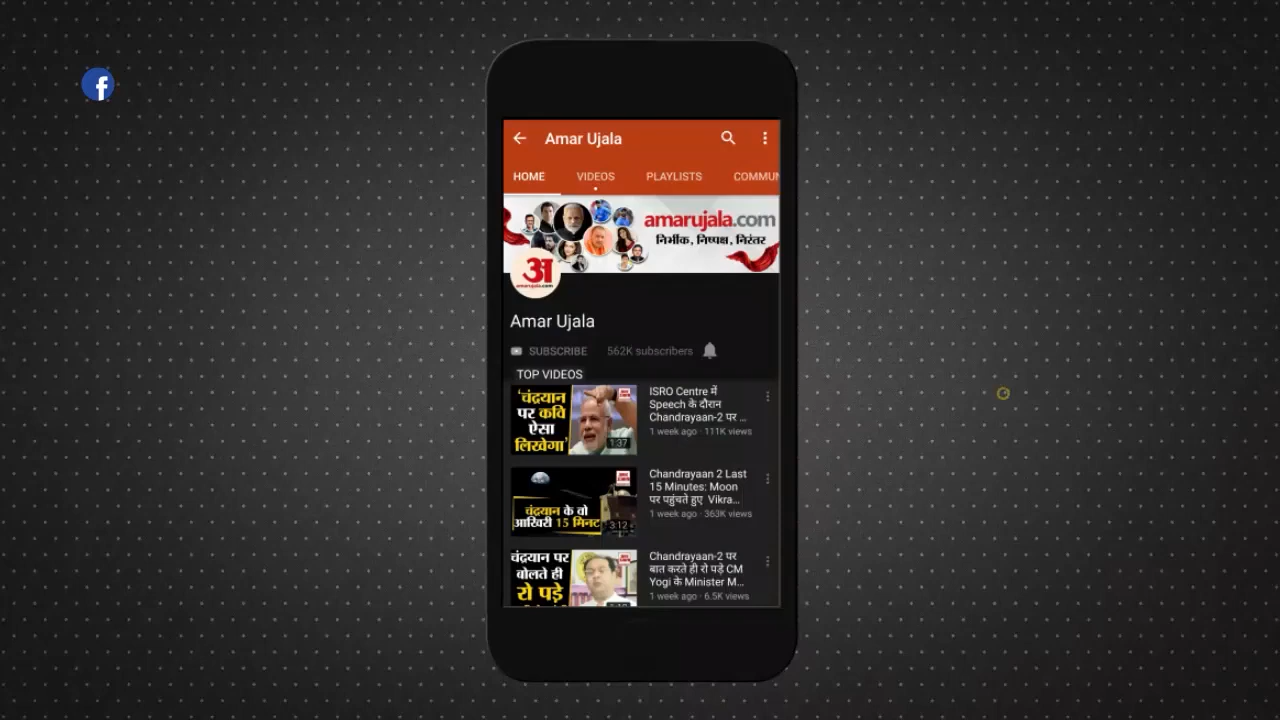 f
Amar Ujala
HOME VIDEOS PLAYLISTS COMMUN
amarujala.com
निर्भीक, निष्पक्ष, निरंतर
अ
amarujala.com
Amar Ujala
SUBSCRIBE 562K subscribers
TOP VIDEOS
'चंद्रयान
पर कवि
ऐसा
लिखेगा'
1:37
ISRO Centre में
Speech के दौरान
Chandrayaan-2 पर ...
1 week ago · 111K views
चंद्रयान के वो
आखिरी 15 मिनट
3:12
Chandrayaan 2 Last
15 Minutes: Moon
पर पहुंचते हुए Vikra...
1 week ago · 363K views
चंद्रयान पर
बोलते ही
रो पड़े
Chandrayaan-2 पर
बात करते ही रो पड़े CM
Yogi के Minister M...
1 week ago · 6.5K views